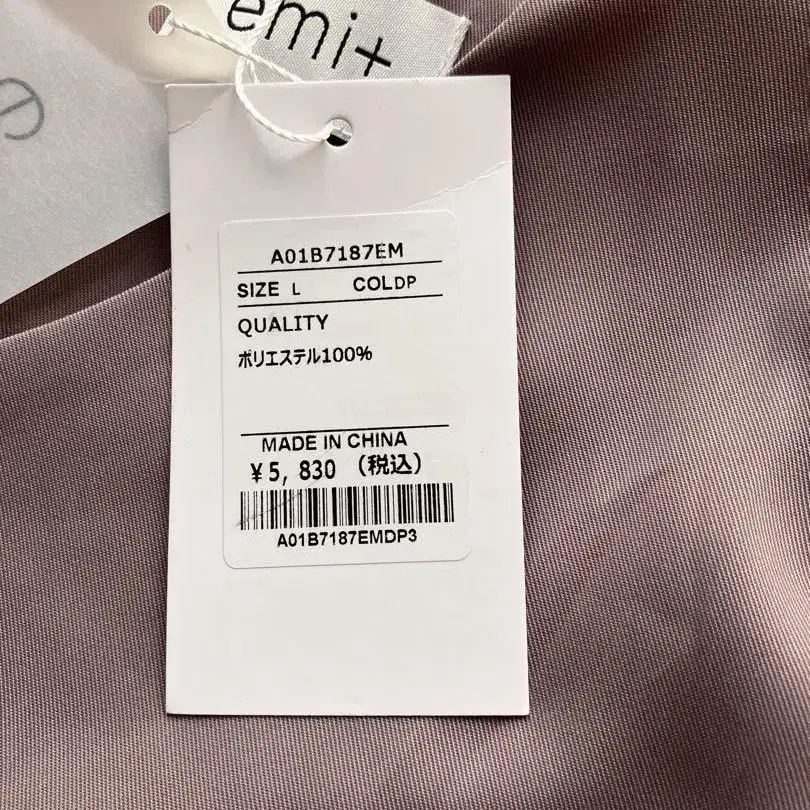 emi+
e
A01B7187EM
SIZE L COLDP
QUALITY
ポリエステル100%
MADE IN CHINA
¥5, 830 (税込)
A01B7187EMDP3